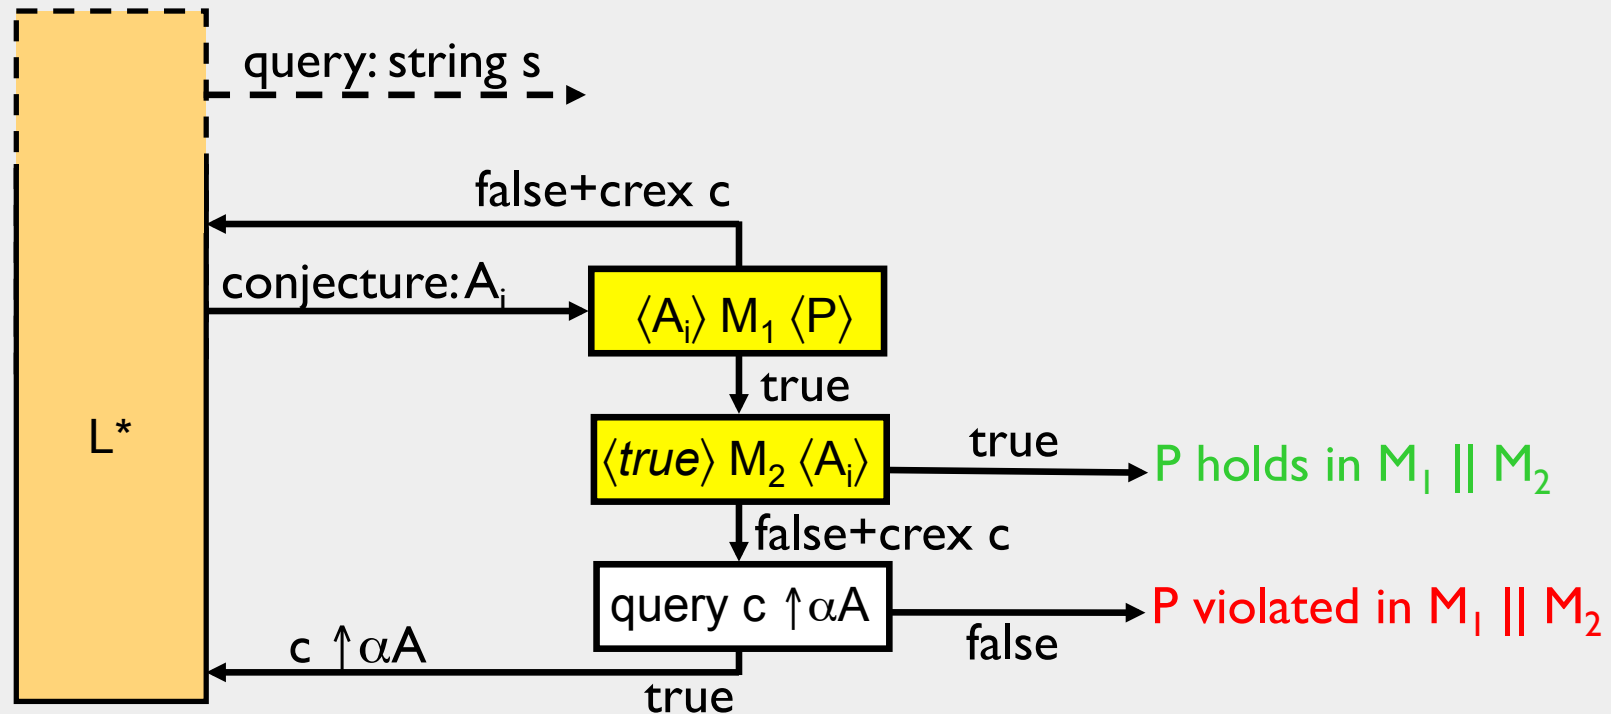 query: string s
false+crex c
conjecture: Aᵢ
⟨Aᵢ⟩ M₁ ⟨P⟩
true
L*
⟨true⟩ M₂ ⟨Aᵢ⟩
true
P holds in M₁ || M₂
false+crex c
query c ↑αA
P violated in M₁ || M₂
false
c ↑αA
true